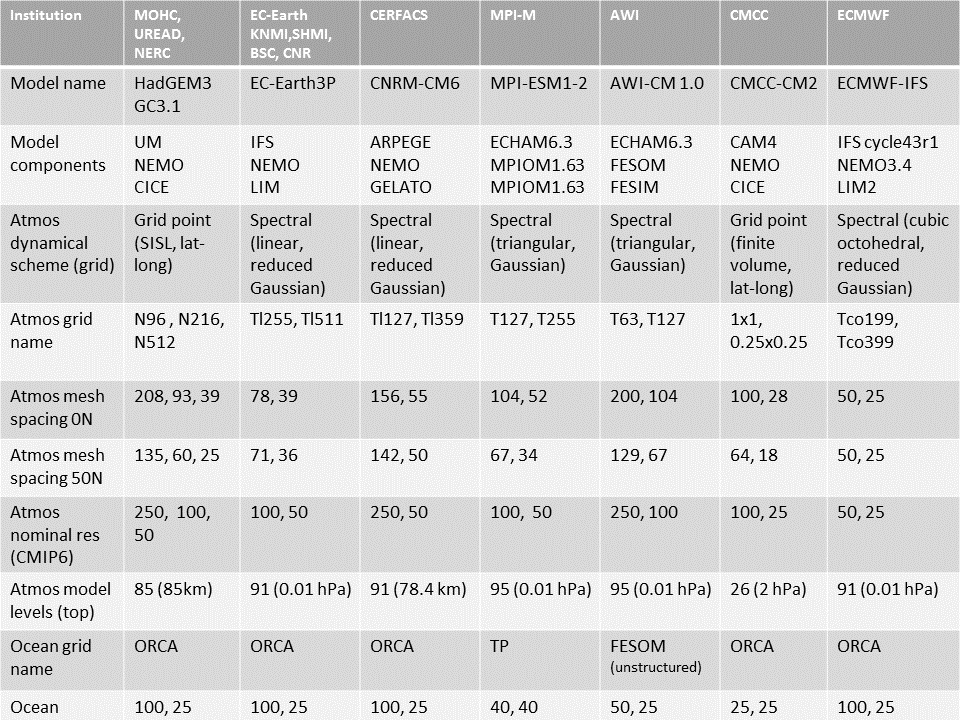 Institution MOHC, UREAD, NERC EC-Earth KNMI,SHMI, BSC, CNR CERFACS MPI-M AWI CMCC ECMWF
Model name HadGEM3 GC3.1 EC-Earth3P CNRM-CM6 MPI-ESM1-2 AWI-CM 1.0 CMCC-CM2 ECMWF-IFS
Model components UM NEMO CICE IFS NEMO LIM ARPEGE NEMO GELATO ECHAM6.3 MPIOM1.63 MPIOM1.63 ECHAM6.3 FESOM FESIM CAM4 NEMO CICE IFS cycle43r1 NEMO3.4 LIM2
Atmos dynamical scheme (grid) Grid point (SISL, lat-long) Spectral (linear, reduced Gaussian) Spectral (linear, reduced Gaussian) Spectral (triangular, Gaussian) Spectral (triangular, Gaussian) Grid point (finite volume, lat-long) Spectral (cubic octohedral, reduced Gaussian)
Atmos grid name N96 , N216, N512 Tl255, Tl511 Tl127, Tl359 T127, T255 T63, T127 1x1, 0.25x0.25 Tco199, Tco399
Atmos mesh spacing 0N 208, 93, 39 78, 39 156, 55 104, 52 200, 104 100, 28 50, 25
Atmos mesh spacing 50N 135, 60, 25 71, 36 142, 50 67, 34 129, 67 64, 18 50, 25
Atmos nominal res (CMIP6) 250, 100, 50 100, 50 250, 50 100, 50 250, 100 100, 25 50, 25
Atmos model levels (top) 85 (85km) 91 (0.01 hPa) 91 (78.4 km) 95 (0.01 hPa) 95 (0.01 hPa) 26 (2 hPa) 91 (0.01 hPa)
Ocean grid name ORCA ORCA ORCA TP FESOM (unstructured) ORCA ORCA
Ocean 100, 25 100, 25 100, 25 40, 40 50, 25 25, 25 100, 25